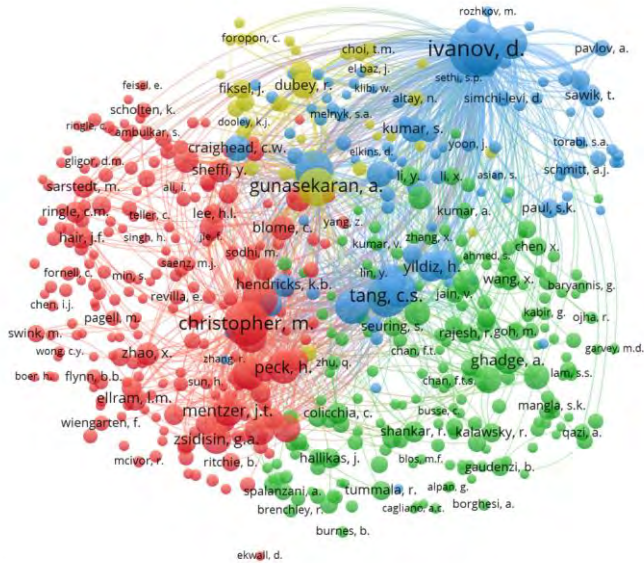 rozhkov, m.
foropon, c.
choi, t.m.
ivanov, d.
pavlov, a.
el baz, j.
sethi, s.p.
feisel, e.
fiksel, j.
dubey, r.
klibi, w.
simchi-levi, d.
scholten, k.
altay, n.
sawik, t.
ringle, c.
dooley, k.j.
melnyk, s.a.
ambulkar, s.
kumar, s.
torabi, s.a.
craighead, c.w.
elkins, d.
yoon, j.
gligor, d.m.
sheffi, y.
li, y.
li, x.
asian, s.
schmitt, a.j.
sarstedt, m.
ali, i.
gunasekaran, a.
ringle, c.m.
teller, c.
lee, h.l.
yang, z.
kumar, a.
paul, s.k.
hair, j.f.
singh, h.
blome, c.
sodhi, m.
kumar, v.
zhang, x.
chen, x.
fornell, c.
min, s.
saenz, m.j.
lin, y.
yildiz, h.
ahmed, s.
wang, x.
baryannis, g.
chen, i.j.
revilla, e.
hendricks, k.b.
tang, c.s.
jain, v.
kabir, g.
swink, m.
pagell, m.
christopher, m.
seuring, s.
rajesh, r.
goh, m.
ojha, r.
wong, c.y.
zhao, x.
zhang, r.
zhu, q.
chan, f.t.
ghadge, a.
garvey, m.d.
boer, h.
flynn, b.b.
sun, h.
peck, h.
chan, f.t.s.
lam, s.s.
ellram, l.m.
mentzer, j.t.
colicchia, c.
busse, c.
mangla, s.k.
wiengarten, f.
zsidisin, g.a.
shankar, r.
kalawsky, r.
qazi, a.
mcivor, r.
ritchie, b.
hallikas, j.
blos, m.f.
gaudenzi, b.
spalanzani, a.
tummala, r.
alpan, g.
brenchley, r.
cagliano, a.c.
borghesi, a.
burnes, b.
ekwall, d.